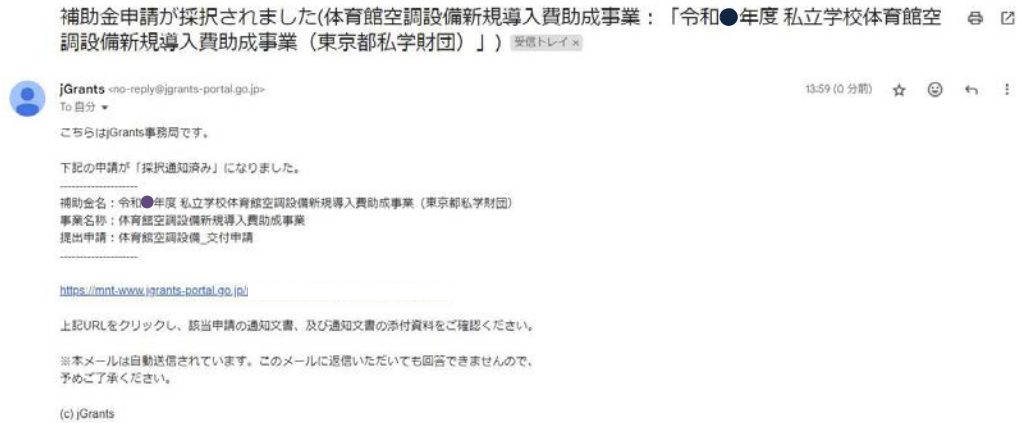 補助金申請が採択されました(体育館空調設備新規導入費助成事業：「令和●年度 私立学校体育館空
調設備新規導入費助成事業（東京都私学財団）」) 受信トレイ ×
jGrants <no-reply@jgrants-portal.go.jp>
13:59 (0 分前)
To 自分
こちらはjGrants事務局です。
下記の申請が「採択通知済み」になりました。
--------------------
補助金名：令和●年度 私立学校体育館空調設備新規導入費助成事業（東京都私学財団）
事業名称：体育館空調設備新規導入費助成事業
提出申請：体育館空調設備_交付申請
--------------------
https://mnt-www.jgrants-portal.go.jp/
上記URLをクリックし、該当申請の通知文書、及び通知文書の添付資料をご確認ください。
※本メールは自動送信されています。このメールに返信いただいても回答できませんので、
予めご了承ください。
(c) jGrants